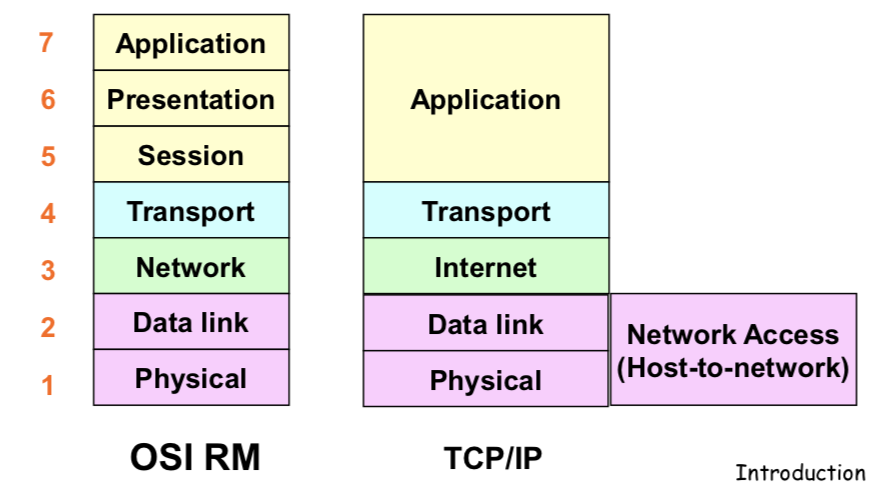 7
Application
6
Presentation
5
Session
4
Transport
3
Network
2
Data link
1
Physical
OSI RM
Application
Transport
Internet
Data link
Physical
TCP/IP
Network Access
(Host-to-network)
Introduction